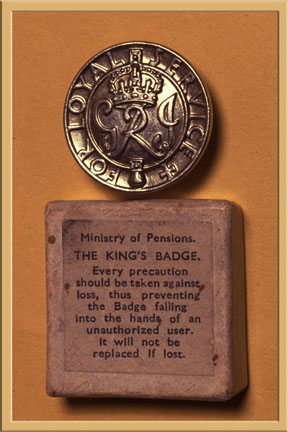 FOR LOYAL SERVICE
GRI
Ministry of Pensions.
THE KING'S BADGE.
Every precaution
should be taken against
loss, thus preventing
the Badge falling
into the hands of an
unauthorized user.
It will not be
replaced if lost.